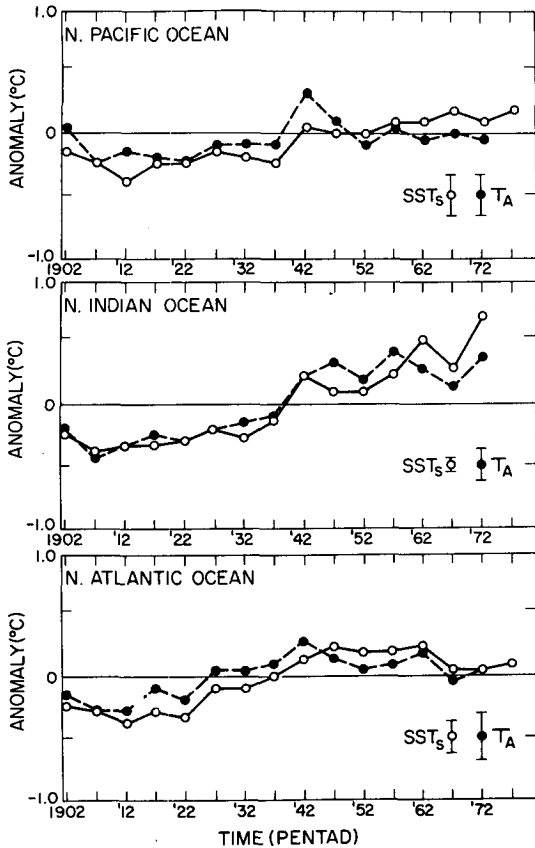 1.0
N. PACIFIC OCEAN
ANOMALY (°C)
0
SSTs TA
-1.0
1902 '12 '22 '32 '42 '52 '62 '72
1.0
N. INDIAN OCEAN
ANOMALY (°C)
0
SSTs TA
-1.0
1902 '12 '22 '32 '42 '52 '62 '72
1.0
N. ATLANTIC OCEAN
ANOMALY (°C)
0
SSTs TA
-1.0
1902 '12 '22 '32 '42 '52 '62 '72
TIME (PENTAD)